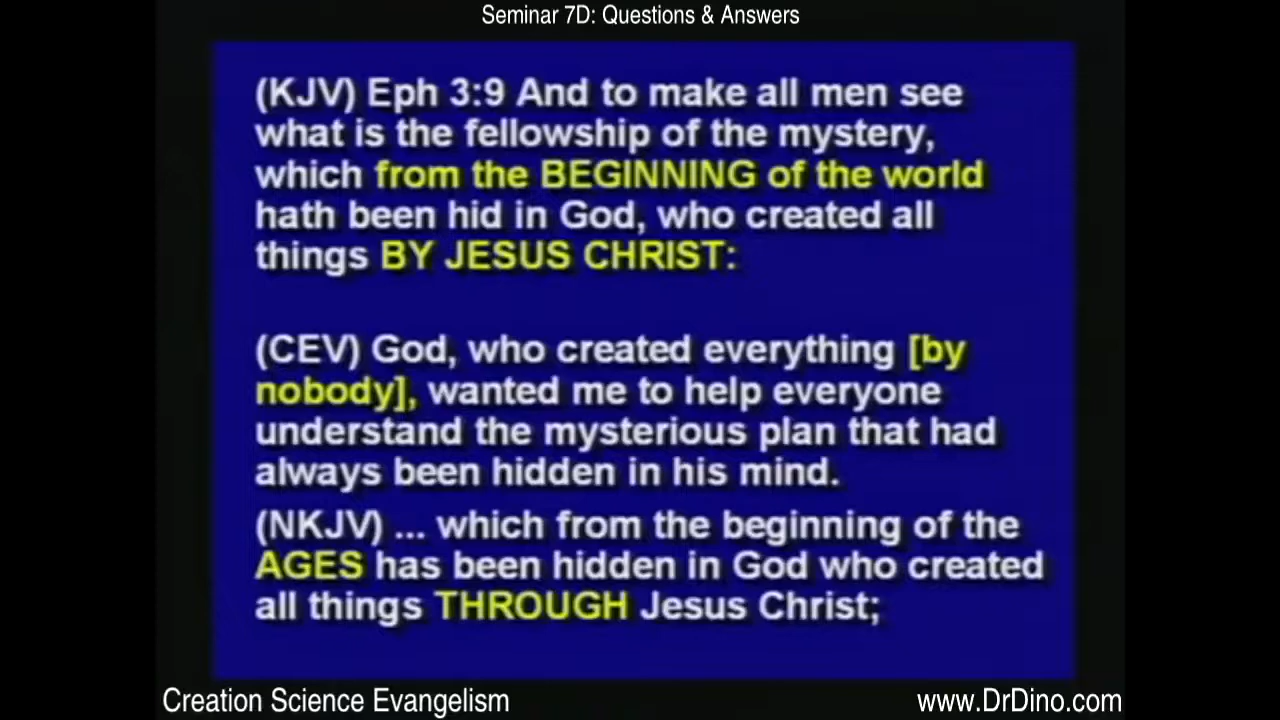 Seminar 7D: Questions & Answers
(KJV) Eph 3:9 And to make all men see
what is the fellowship of the mystery,
which from the BEGINNING of the world
hath been hid in God, who created all
things BY JESUS CHRIST:
(CEV) God, who created everything [by
nobody], wanted me to help everyone
understand the mysterious plan that had
always been hidden in his mind.
(NKJV) ... which from the beginning of the
AGES has been hidden in God who created
all things THROUGH Jesus Christ;
Creation Science Evangelism
www.DrDino.com